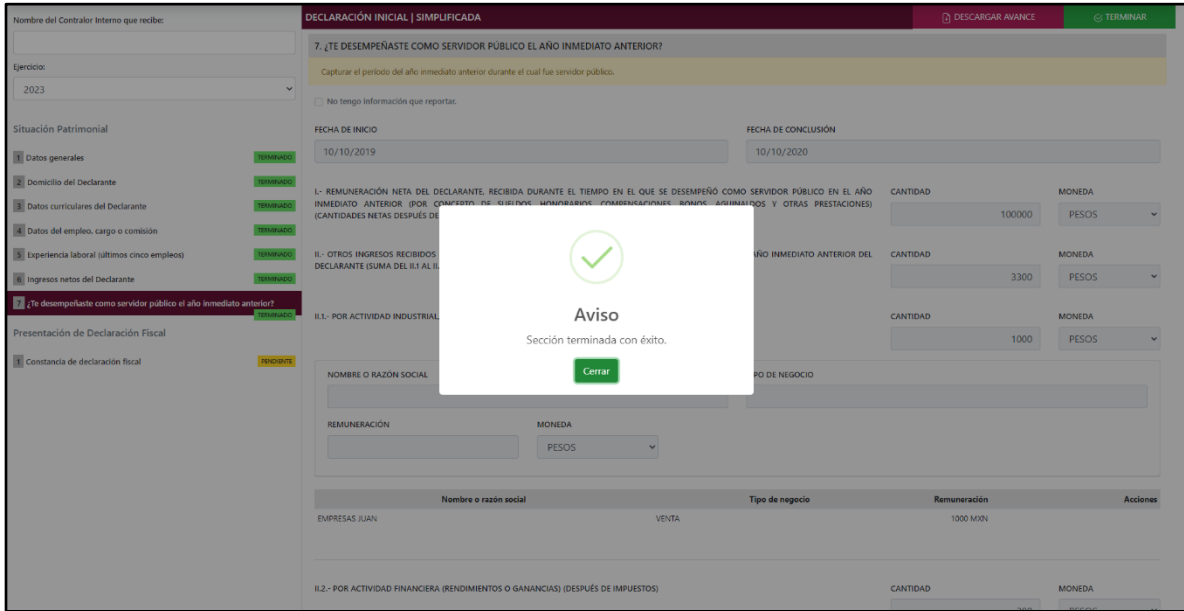 Nombre del Contralor Interno que recibe:
Ejercicio:
2023
Situación Patrimonial
1 Datos generales TERMINADO
2 Domicilio del Declarante TERMINADO
3 Datos curriculares del Declarante TERMINADO
4 Datos del empleo, cargo o comisión TERMINADO
5 Experiencia laboral (últimos cinco empleos) TERMINADO
6 Ingresos netos del Declarante TERMINADO
7 ¿Te desempeñaste como servidor público el año inmediato anterior?
TERMINADO
Presentación de Declaración Fiscal
1 Constancia de declaración fiscal PENDIENTE
DECLARACIÓN INICIAL | SIMPLIFICADA DESCARGAR AVANCE TERMINAR
7. ¿TE DESEMPEÑASTE COMO SERVIDOR PÚBLICO EL AÑO INMEDIATO ANTERIOR?
Capturar el período del año inmediato anterior durante el cual fue servidor público.
No tengo información que reportar.
FECHA DE INICIO FECHA DE CONCLUSIÓN
10/10/2019 10/10/2020
I.- REMUNERACIÓN NETA DEL DECLARANTE, RECIBIDA DURANTE EL TIEMPO EN EL QUE SE DESEMPEÑÓ COMO SERVIDOR PÚBLICO EN EL AÑO CANTIDAD MONEDA
INMEDIATO ANTERIOR (POR CONCEPTO DE SUELDOS, HONORARIOS, COMPENSACIONES, BONOS, AGUINALDOS Y OTRAS PRESTACIONES)
(CANTIDADES NETAS DESPUÉS DE
100000 PESOS
II.- OTROS INGRESOS RECIBIDOS AÑO INMEDIATO ANTERIOR DEL CANTIDAD MONEDA
DECLARANTE (SUMA DEL II.1 AL II.
3300 PESOS
II.1.- POR ACTIVIDAD INDUSTRIAL, CANTIDAD MONEDA
1000 PESOS
Aviso
Sección terminada con éxito.
Cerrar
NOMBRE O RAZÓN SOCIAL PO DE NEGOCIO
REMUNERACIÓN MONEDA
PESOS
Nombre o razón social Tipo de negocio Remuneración Acciones
EMPRESAS JUAN VENTA 1000 MXN
II.2.- POR ACTIVIDAD FINANCIERA (RENDIMIENTOS O GANANCIAS) (DESPUÉS DE IMPUESTOS) CANTIDAD MONEDA